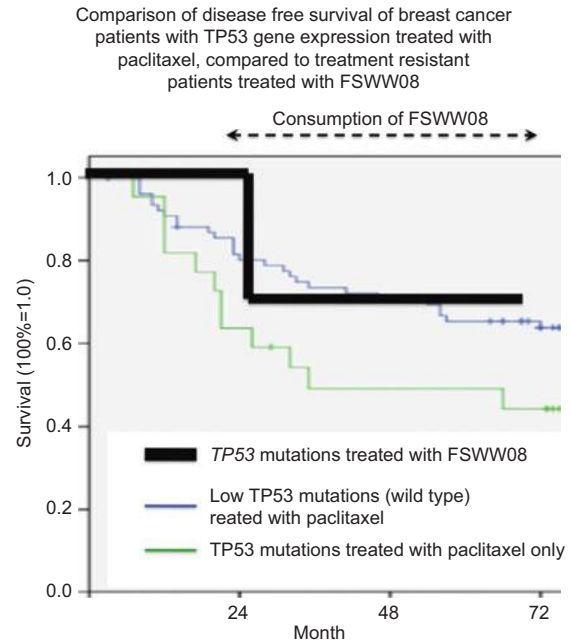 Comparison of disease free survival of breast cancer
patients with TP53 gene expression treated with
paclitaxel, compared to treatment resistant
patients treated with FSWW08
Consumption of FSWW08
1.0
0.8
0.6
0.4
0.2
0.0
Survival (100%=1.0)
TP53 mutations treated with FSWW08
Low TP53 mutations (wild type)
reated with paclitaxel
TP53 mutations treated with paclitaxel only
24
48
72
Month